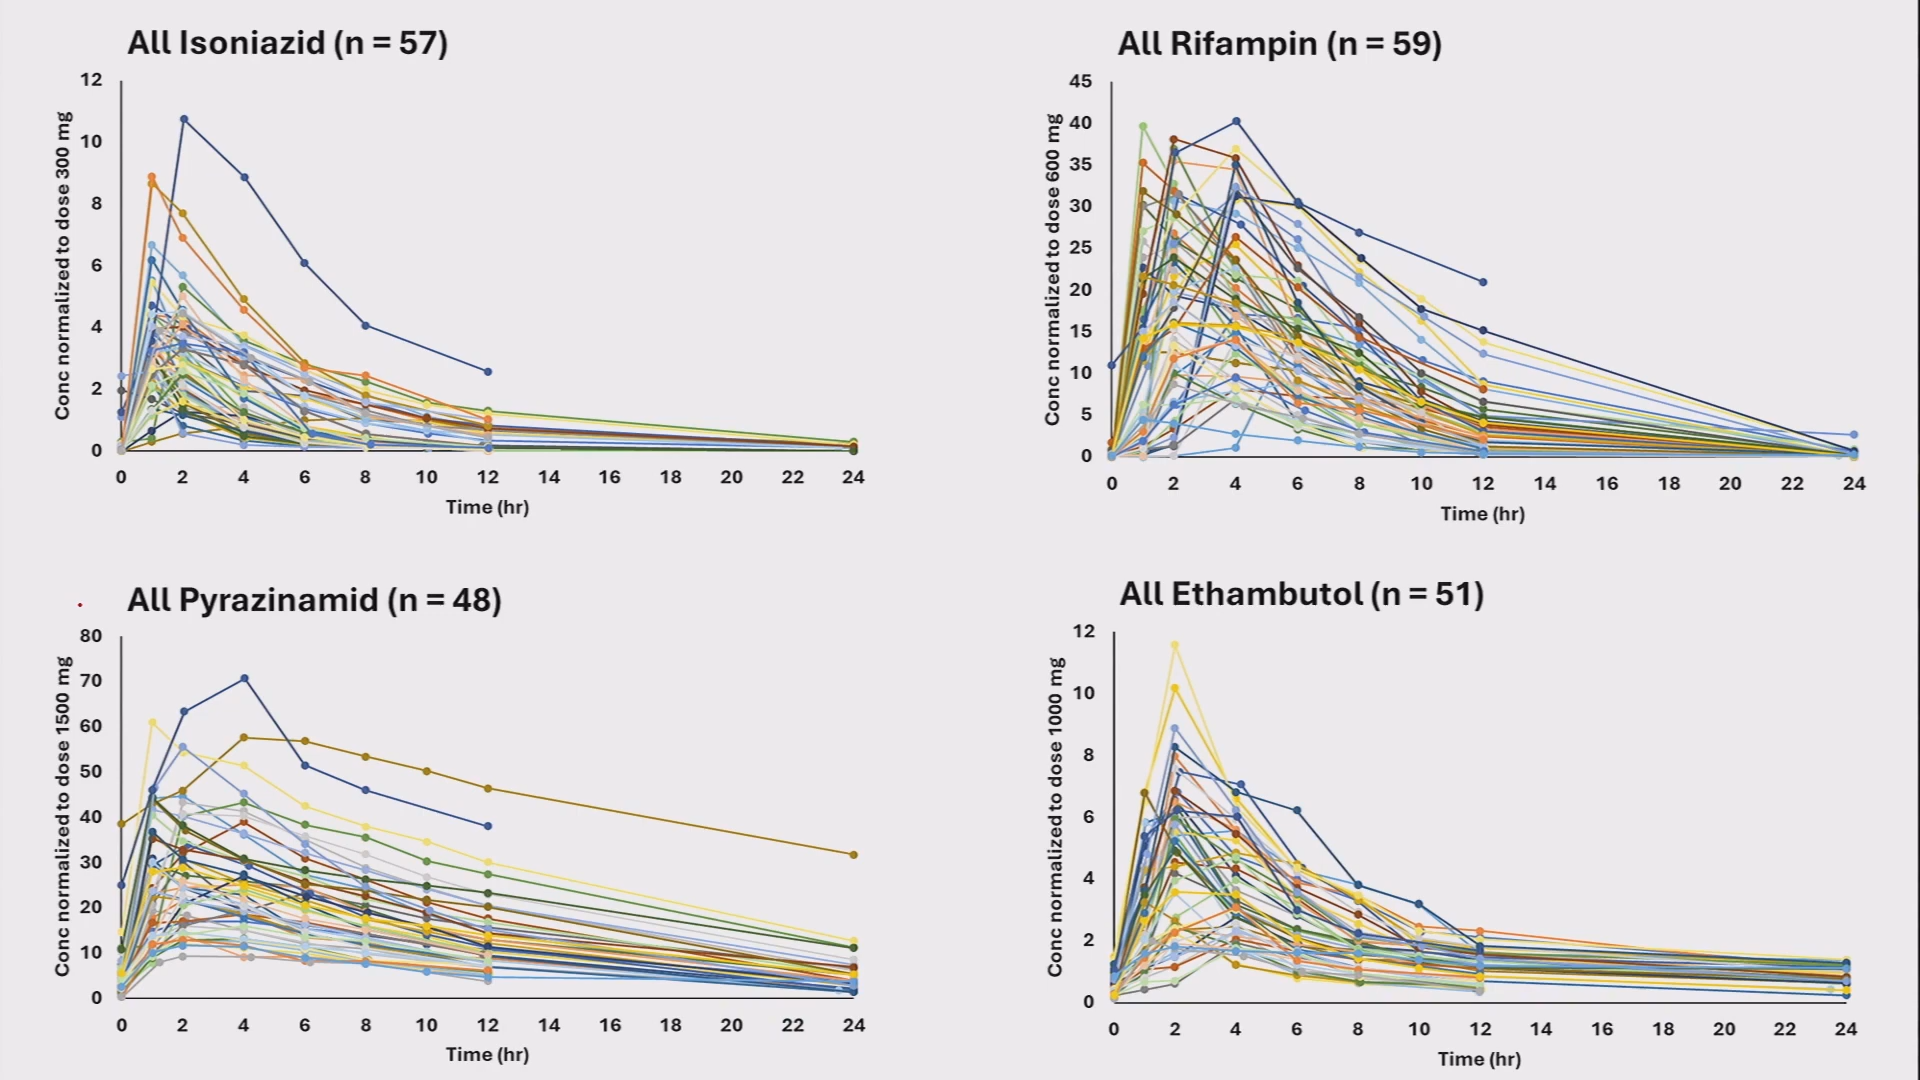 All Isoniazid (n = 57)
Conc normalized to dose 300 mg
12
10
8
6
4
2
0
0 2 4 6 8 10 12 14 16 18 20 22 24
Time (hr)
All Rifampin (n = 59)
Conc normalized to dose 600 mg
45
40
35
30
25
20
15
10
5
0
0 2 4 6 8 10 12 14 16 18 20 22 24
Time (hr)
All Pyrazinamid (n = 48)
Conc normalized to dose 1500 mg
80
70
60
50
40
30
20
10
0
0 2 4 6 8 10 12 14 16 18 20 22 24
Time (hr)
All Ethambutol (n = 51)
Conc normalized to dose 1000 mg
12
10
8
6
4
2
0
0 2 4 6 8 10 12 14 16 18 20 22 24
Time (hr)